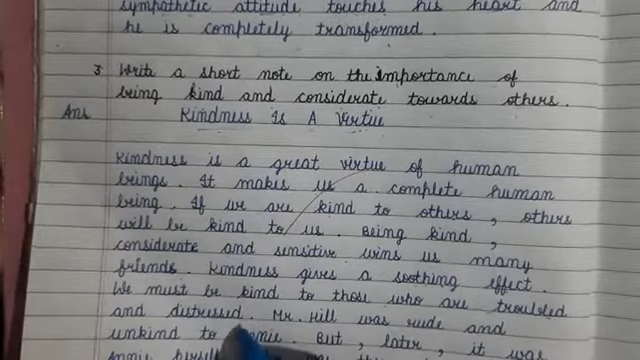 sympathetic attitude touches his heart and
he is completely transformed.
3 Write a short note on the importance of
being kind and considerate towards others.
Ans Kindness Is A Virtue
Kindness is a great virtue of human
beings. It makes us a complete human
being. If we are kind to others, others
will be kind to us. Being kind,
considerate and sensitive wins us many
friends. Kindness gives a soothing effect.
We must be kind to those who are troubled
and distressed. Mr. Hill was rude and
unkind to But, later, it was
Annie